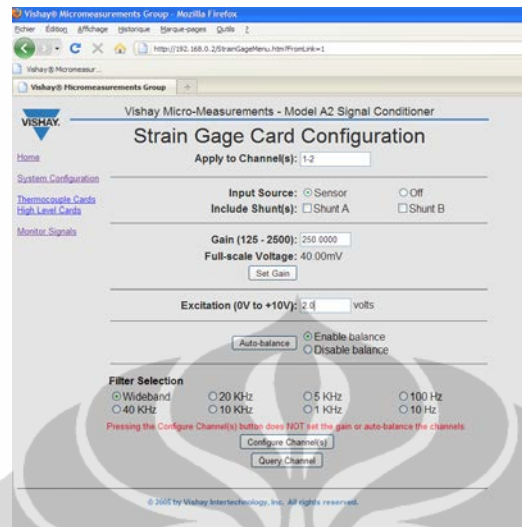 Vishay® Micromeasurements Group - Mozilla Firefox
Fichier Édition Affichage Historique Marque-pages Outils ?
http://192.168.0.2/StrainGageMenu.htm?FromLink=1
Vishay® Micromeasur...
Vishay® Micromeasurements Group
VISHAY.
Vishay Micro-Measurements - Model A2 Signal Conditioner
Strain Gage Card Configuration
Home
System Configuration
Thermocouple Cards
High Level Cards
Monitor Signals
Apply to Channel(s): 1-2
Input Source: Sensor Off
Include Shunt(s): Shunt A Shunt B
Gain (125 - 2500): 250.0000
Full-scale Voltage: 40.00mV
Set Gain
Excitation (0V to +10V): 2.0 volts
Auto-balance Enable balance
Disable balance
Filter Selection
Wideband 20 KHz 5 KHz 100 Hz
40 KHz 10 KHz 1 KHz 10 Hz
Pressing the Configure Channel(s) button does NOT set the gain or auto-balance the channels.
Configure Channel(s)
Query Channel
© 2005 by Vishay Intertechnology, Inc. All rights reserved.